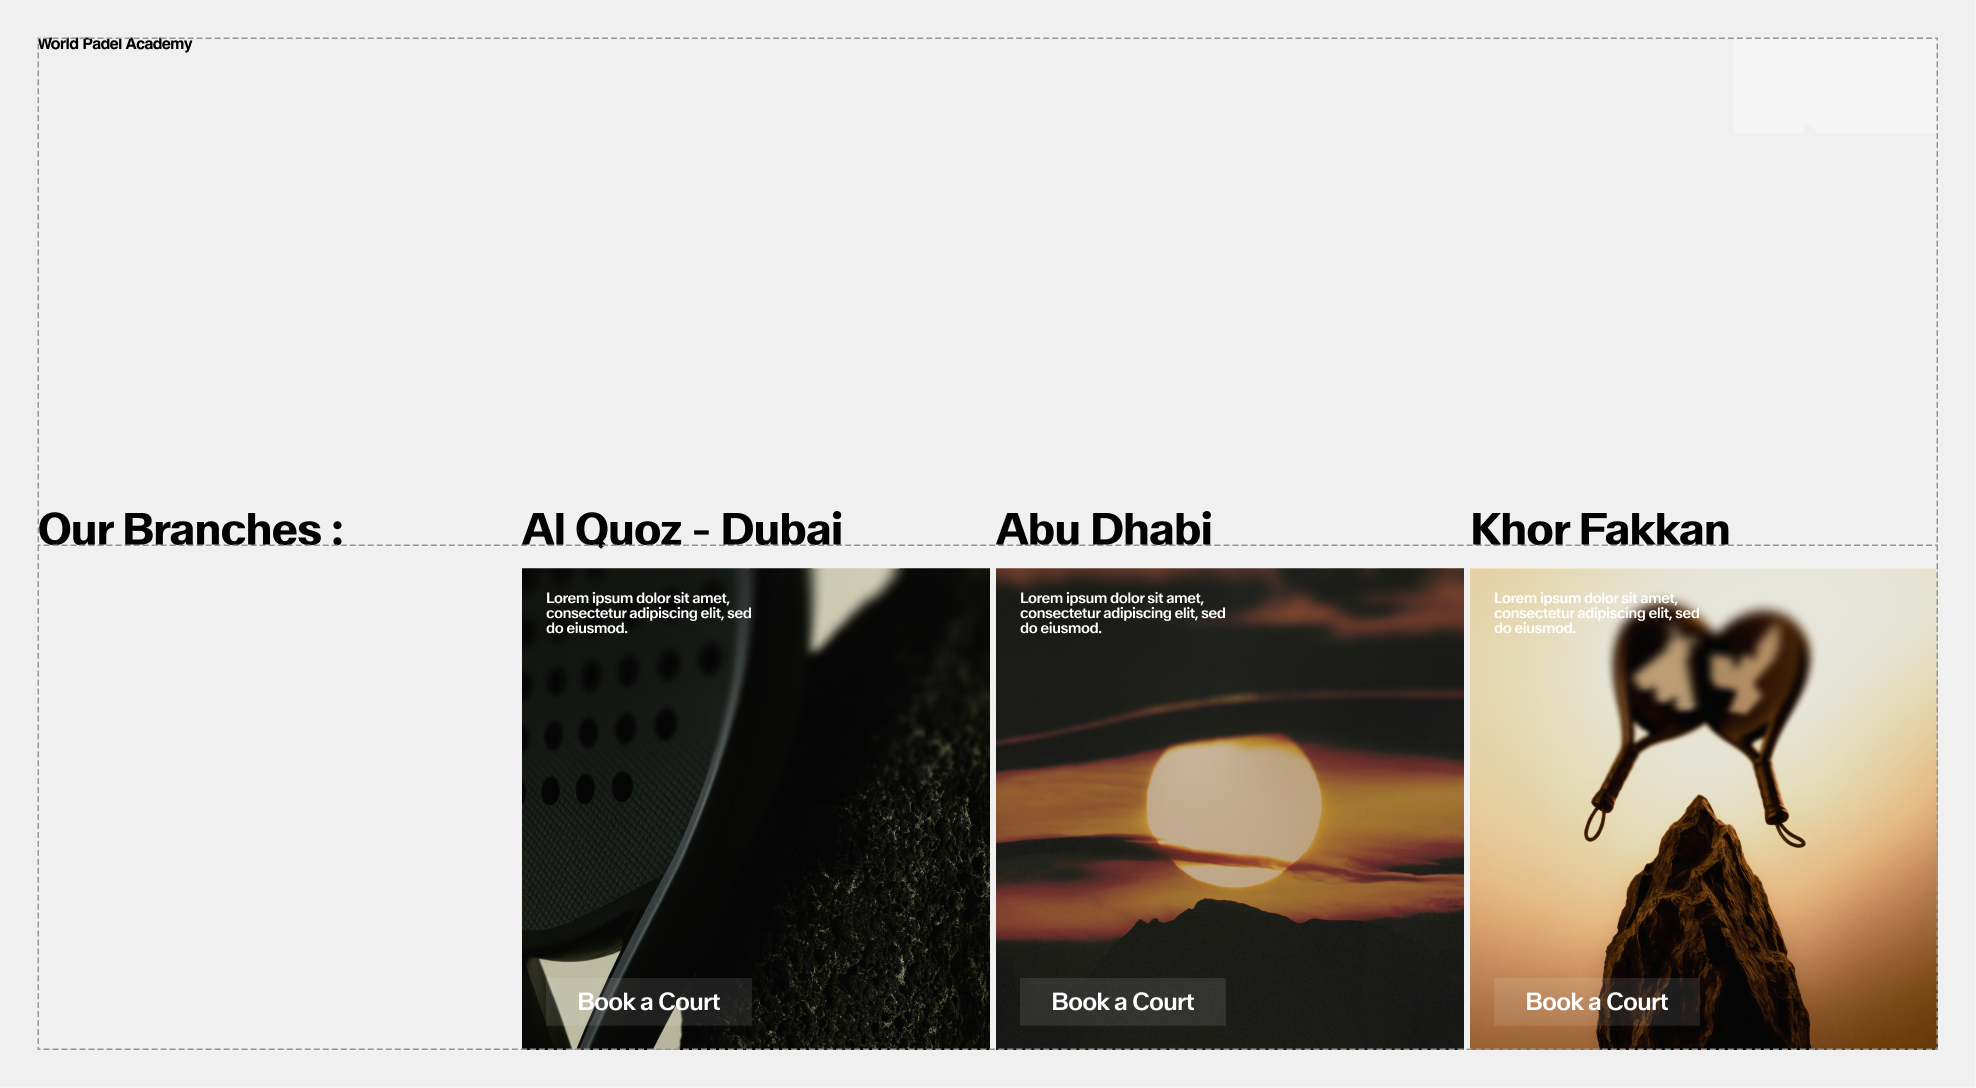 World Padel Academy
Our Branches :
Al Quoz - Dubai
Abu Dhabi
Khor Fakkan
Lorem ipsum dolor sit amet,
consectetur adipiscing elit, sed
do eiusmod.
Lorem ipsum dolor sit amet,
consectetur adipiscing elit, sed
do eiusmod.
Lorem ipsum dolor sit amet,
consectetur adipiscing elit, sed
do eiusmod.
Book a Court
Book a Court
Book a Court